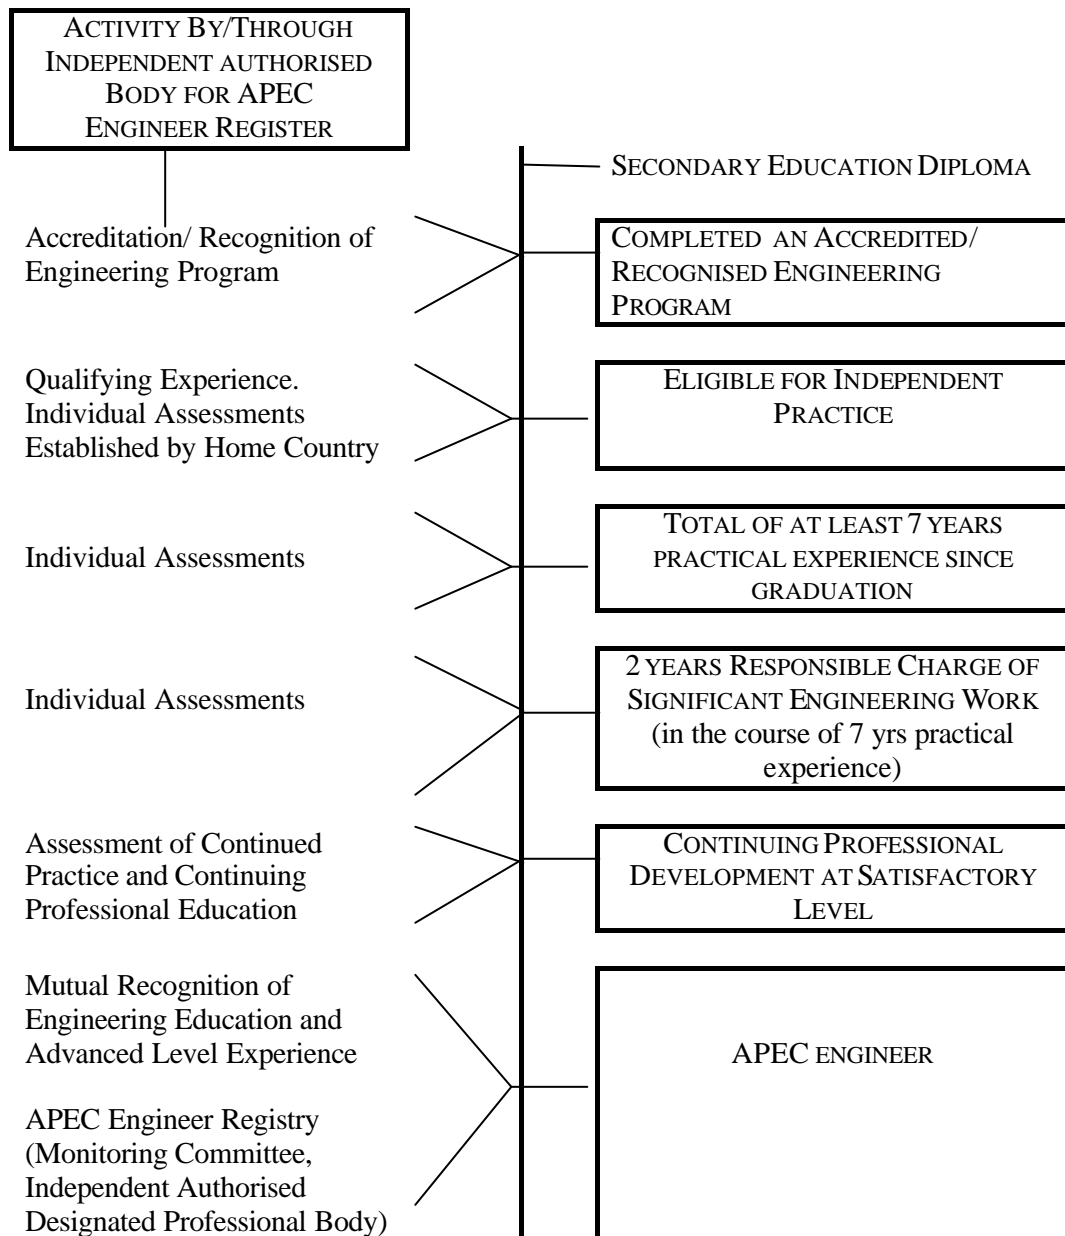 ACTIVITY BY/THROUGH
INDEPENDENT AUTHORISED
BODY FOR APEC
ENGINEER REGISTER
SECONDARY EDUCATION DIPLOMA
Accreditation/ Recognition of
Engineering Program
COMPLETED AN ACCREDITED/
RECOGNISED ENGINEERING
PROGRAM
Qualifying Experience.
Individual Assessments
Established by Home Country
ELIGIBLE FOR INDEPENDENT
PRACTICE
Individual Assessments
TOTAL OF AT LEAST 7 YEARS
PRACTICAL EXPERIENCE SINCE
GRADUATION
Individual Assessments
2 YEARS RESPONSIBLE CHARGE OF
SIGNIFICANT ENGINEERING WORK
(in the course of 7 yrs practical
experience)
Assessment of Continued
Practice and Continuing
Professional Education
CONTINUING PROFESSIONAL
DEVELOPMENT AT SATISFACTORY
LEVEL
Mutual Recognition of
Engineering Education and
Advanced Level Experience
APEC ENGINEER
APEC Engineer Registry
(Monitoring Committee,
Independent Authorised
Designated Professional Body)